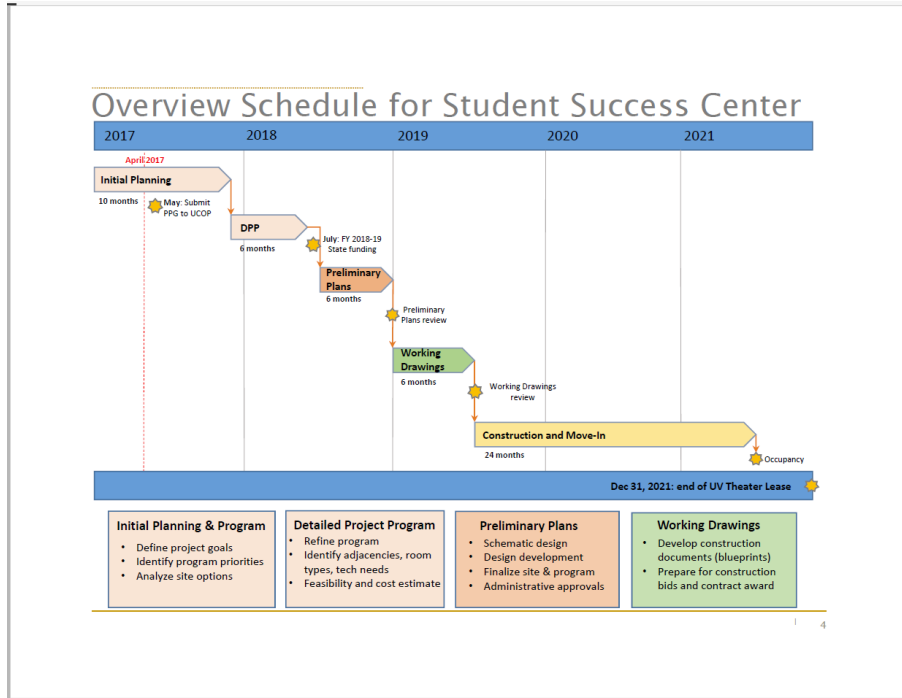 Overview Schedule for Student Success Center
2017 2018 2019 2020 2021
April 2017
Initial Planning
10 months
May: Submit
PPG to UCOP
DPP
6 months
July: FY 2018-19
State funding
Preliminary
Plans
6 months
Preliminary
Plans review
Working
Drawings
6 months
Working Drawings
review
Construction and Move-In
24 months
Occupancy
Dec 31, 2021: end of UV Theater Lease
Initial Planning & Program
• Define project goals
• Identify program priorities
• Analyze site options
Detailed Project Program
• Refine program
• Identify adjacencies, room
types, tech needs
• Feasibility and cost estimate
Preliminary Plans
• Schematic design
• Design development
• Finalize site & program
• Administrative approvals
Working Drawings
• Develop construction
documents (blueprints)
• Prepare for construction
bids and contract award
4